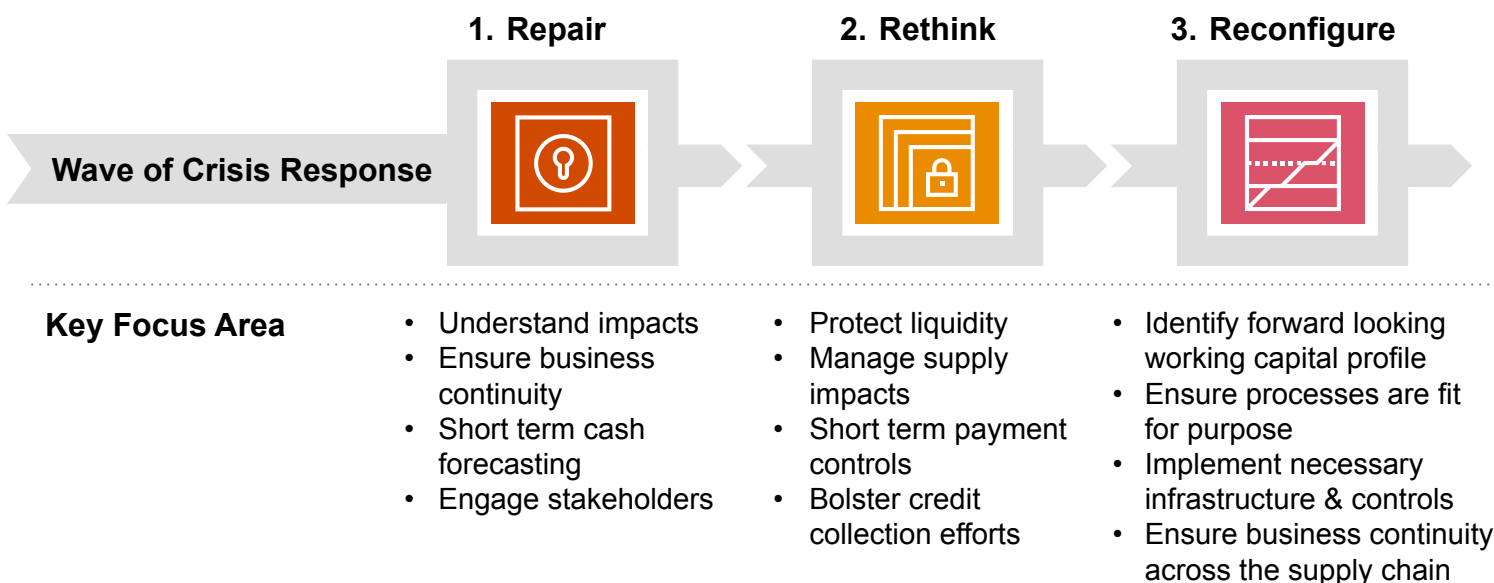 1. Repair
2. Rethink
3. Reconfigure
Wave of Crisis Response
Key Focus Area
• Understand impacts
• Ensure business
continuity
• Short term cash
forecasting
• Engage stakeholders
• Protect liquidity
• Manage supply
impacts
• Short term payment
controls
• Bolster credit
collection efforts
• Identify forward looking
working capital profile
• Ensure processes are fit
for purpose
• Implement necessary
infrastructure & controls
• Ensure business continuity
across the supply chain